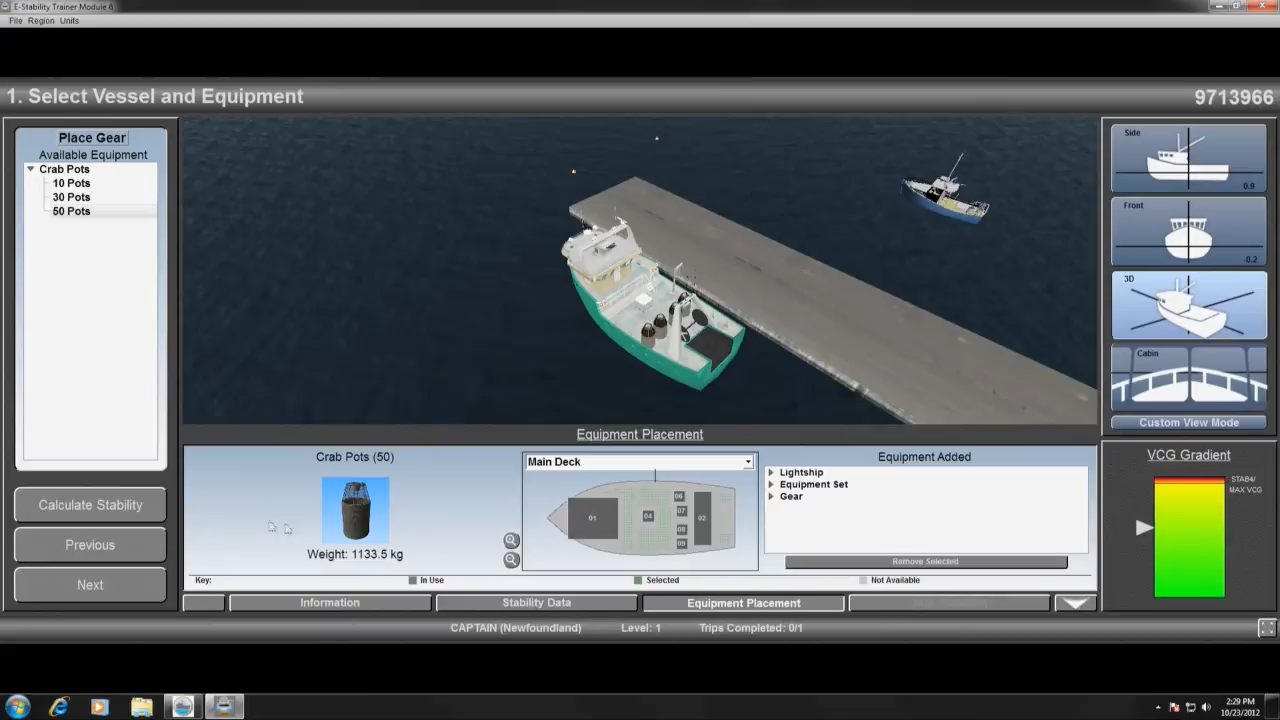 E-Stability Trainer Module 6
File Region Units
1. Select Vessel and Equipment
9713966
Place Gear
Available Equipment
Crab Pots
10 Pots
30 Pots
50 Pots
Calculate Stability
Previous
Next
Side
0.9
Front
-0.2
3D
Cabin
Custom View Mode
Equipment Placement
Crab Pots (50)
Weight: 1133.5 kg
Main Deck
01
04
06
07
08
09
02
Equipment Added
Lightship
Equipment Set
Gear
Remove Selected
Key:
In Use
Selected
Not Available
Information
Stability Data
Equipment Placement
VCG Gradient
STAB4/
MAX VCG
CAPTAIN (Newfoundland)
Level: 1
Trips Completed: 0/1
2:29 PM
10/23/2012